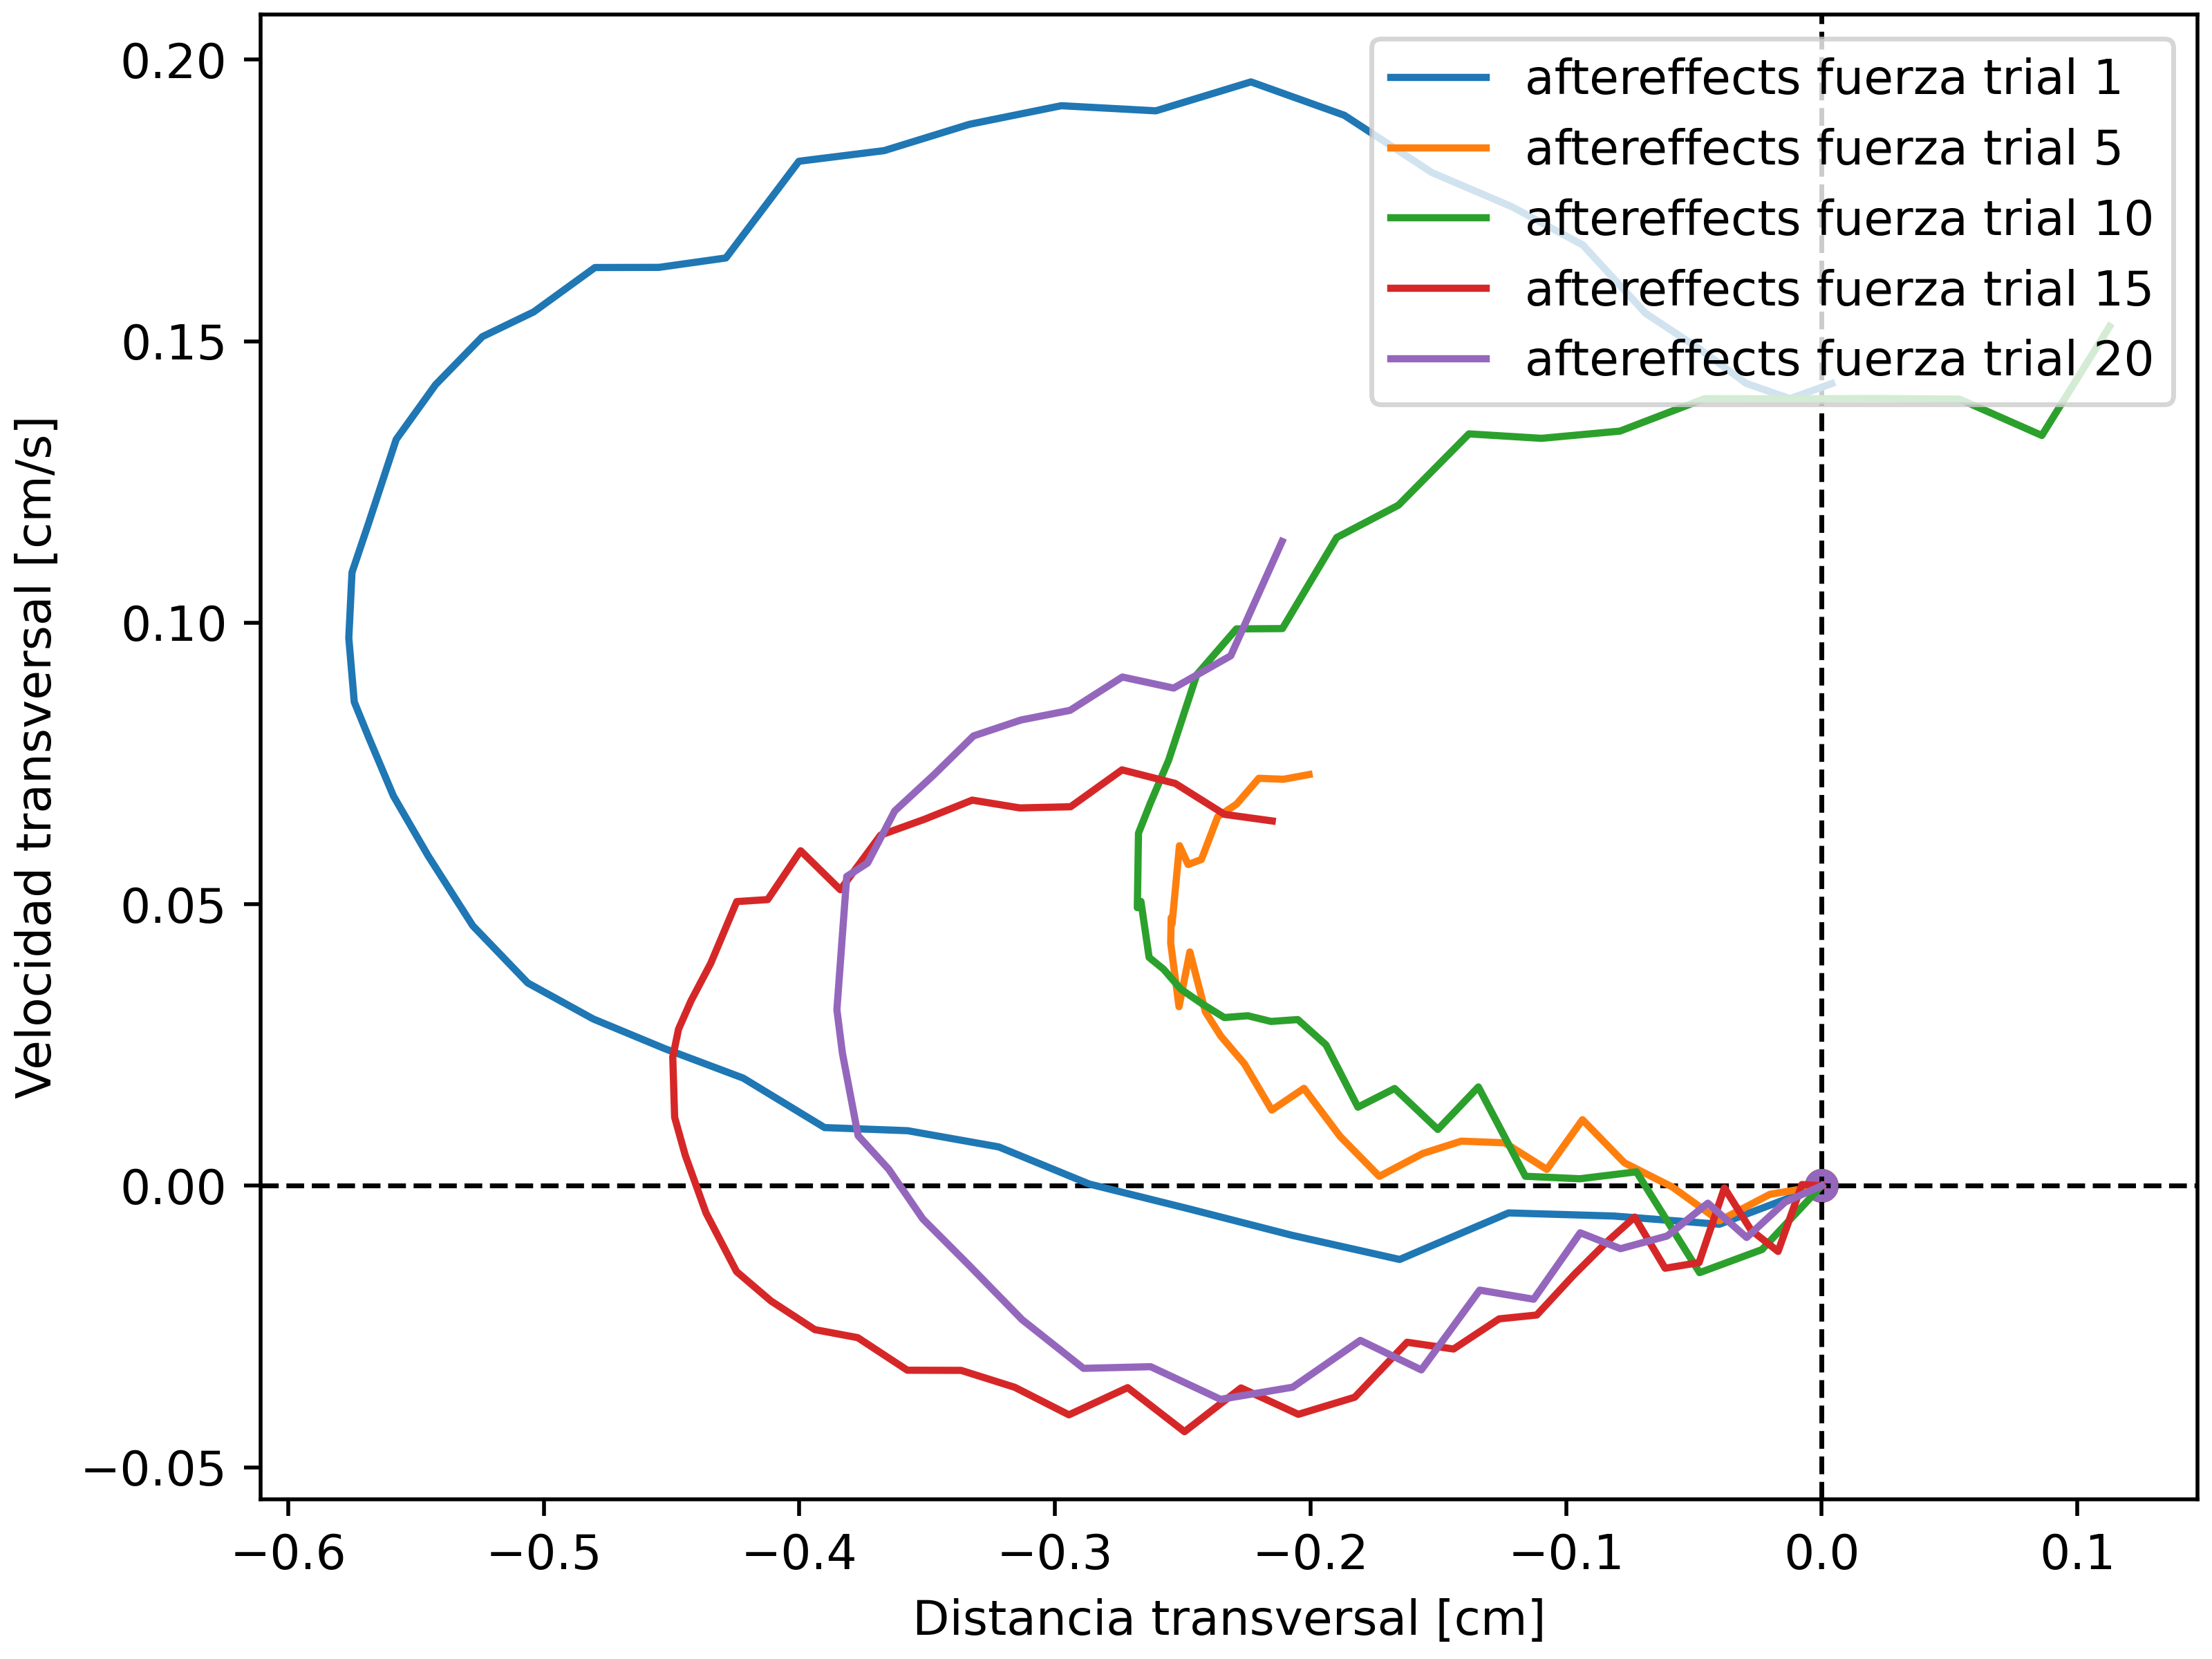 0.20
0.15
0.10
0.05
0.00
−0.05
Velocidad transversal [cm/s]
aftereffects fuerza trial 1
aftereffects fuerza trial 5
aftereffects fuerza trial 10
aftereffects fuerza trial 15
aftereffects fuerza trial 20
−0.6 −0.5 −0.4 −0.3 −0.2 −0.1 0.0 0.1
Distancia transversal [cm]